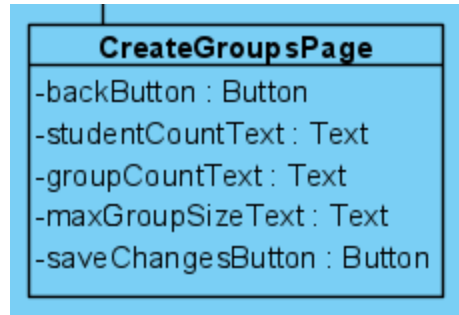 CreateGroupsPage
-backButton : Button
-studentCountText : Text
-groupCountText : Text
-maxGroupSizeText : Text
-saveChangesButton : Button